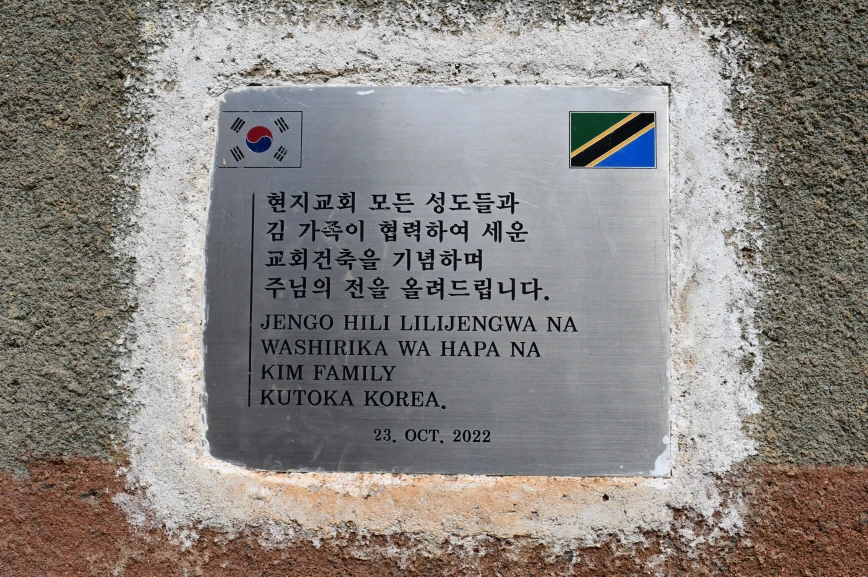 현지교회 모든 성도들과
김 가족이 협력하여 세운
교회건축을 기념하며
주님의 전을 올려드립니다.
JENGO HILI LILIJENGWA NA
WASHIRIKA WA HAPA NA
KIM FAMILY
KUTOKA KOREA.
23. OCT. 2022